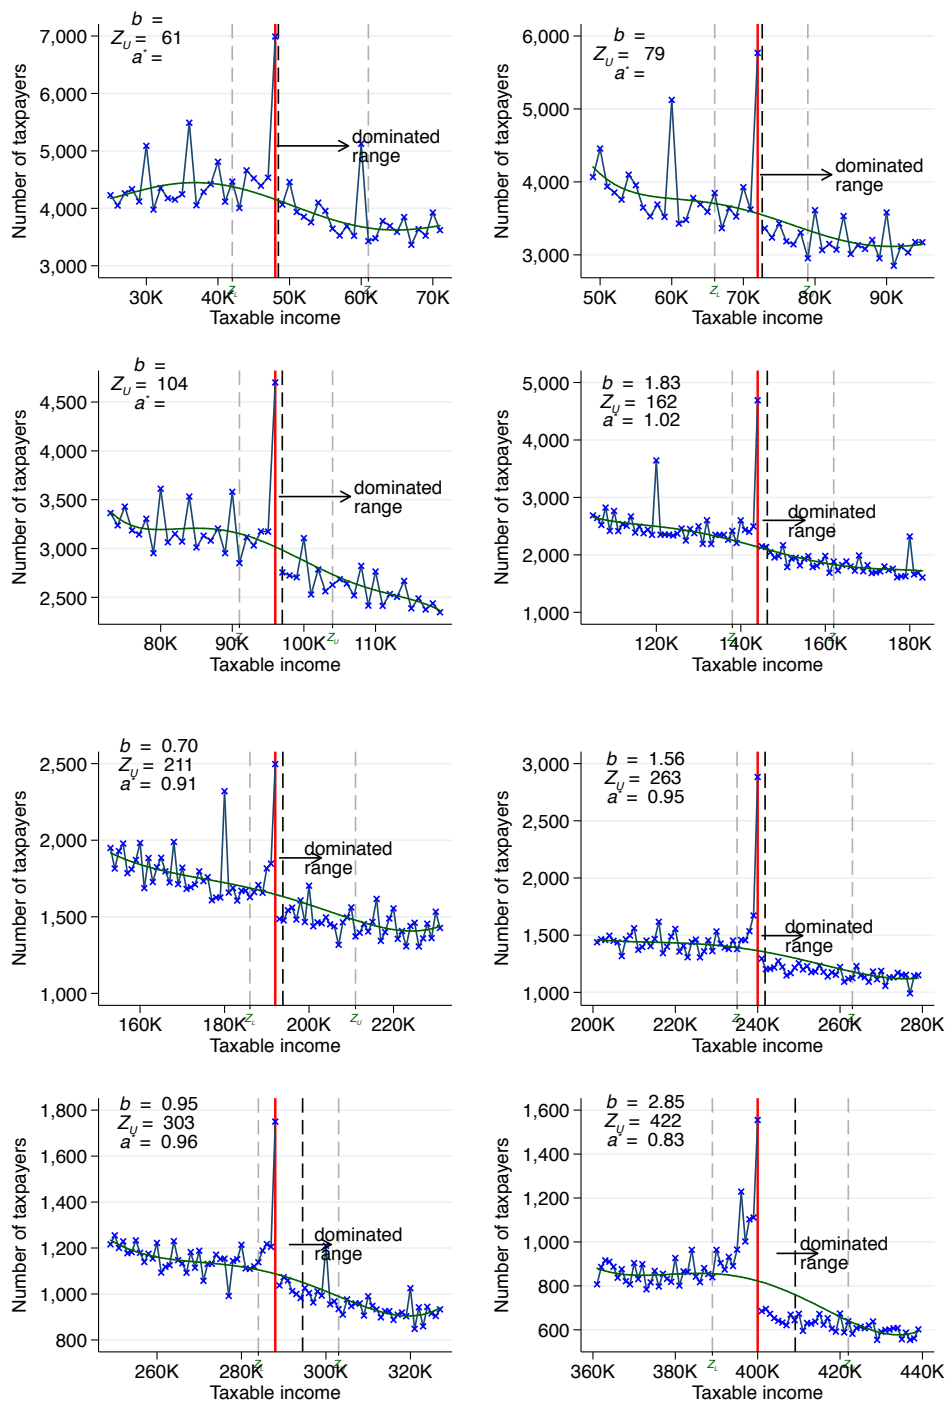 b =
Z_U = 61
a* =
7,000
6,000
5,000
4,000
3,000
Number of taxpayers
dominated
range
30K 40K 50K 60K 70K
Z_L
Taxable income
b =
Z_U = 79
a* =
6,000
5,000
4,000
3,000
Number of taxpayers
dominated
range
50K 60K 70K 80K 90K
Z_L
Taxable income
b =
Z_U = 104
a* =
4,500
4,000
3,500
3,000
2,500
Number of taxpayers
dominated
range
80K 90K 100K 110K
Z_U
Taxable income
b = 1.83
Z_U = 162
a* = 1.02
5,000
4,000
3,000
2,000
1,000
Number of taxpayers
dominated
range
120K 140K 160K 180K
Taxable income
b = 0.70
Z_U = 211
a* = 0.91
2,500
2,000
1,500
1,000
Number of taxpayers
dominated
range
160K 180K 200K 220K
Z_L Z_U
Taxable income
b = 1.56
Z_U = 263
a* = 0.95
3,000
2,500
2,000
1,500
1,000
Number of taxpayers
dominated
range
200K 220K 240K 260K 280K
Taxable income
b = 0.95
Z_U = 303
a* = 0.96
1,800
1,600
1,400
1,200
1,000
800
Number of taxpayers
dominated
range
260K 280K 300K 320K
Taxable income
b = 2.85
Z_U = 422
a* = 0.83
1,600
1,400
1,200
1,000
800
600
Number of taxpayers
dominated
range
360K 380K 400K 420K 440K
Z_L
Taxable income